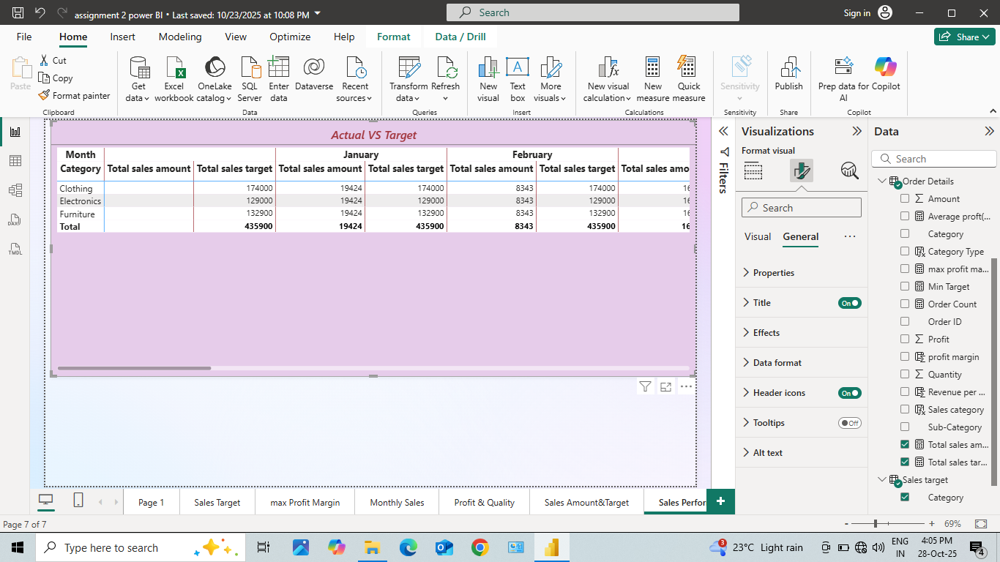 assignment 2 power BI • Last saved: 10/23/2025 at 10:08 PM
Search
Sign in
File
Home
Insert
Modeling
View
Optimize
Help
Format
Data / Drill
Share
Paste
Cut
Copy
Format painter
Clipboard
Get data
Excel workbook
OneLake catalog
SQL Server
Enter data
Dataverse
Recent sources
Data
Transform data
Refresh
Queries
New visual
Text box
More visuals
Insert
New visual calculation
New measure
Quick measure
Calculations
Sensitivity
Sensitivity
Publish
Share
Prep data for AI
Copilot
Copilot
Actual VS Target
Month January February
Category Total sales amount Total sales target Total sales amount Total sales target Total sales amount Total sales target Total sales amo
Clothing 174000 19424 174000 8343 174000 16
Electronics 129000 19424 129000 8343 129000 16
Furniture 132900 19424 132900 8343 132900 16
Total 435900 19424 435900 8343 435900 16
Filters
Visualizations
Format visual
Search
Visual
General
Properties
Title On
Effects
Data format
Header icons On
Tooltips Off
Alt text
Data
Search
Order Details
Amount
Average proft(...
Category
Category Type
max profit ma...
Min Target
Order Count
Order ID
Profit
profit margin
Quantity
Revenue per ...
Sales category
Sub-Category
Total sales am...
Total sales tar...
Sales target
Category
DAX
TMDL
Page 1
Sales Target
max Profit Margin
Monthly Sales
Profit & Quality
Sales Amount&Target
Sales Perfor
Page 7 of 7
- + 69%
Type here to search
3
23°C Light rain
ENG
IN
4:05 PM
28-Oct-25
4